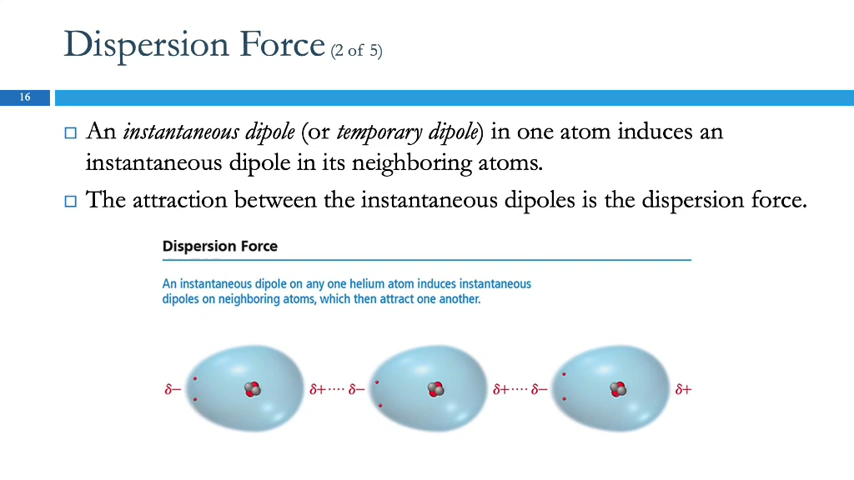 Dispersion Force (2 of 5)
16
□ An instantaneous dipole (or temporary dipole) in one atom induces an
instantaneous dipole in its neighboring atoms.
□ The attraction between the instantaneous dipoles is the dispersion force.
Dispersion Force
An instantaneous dipole on any one helium atom induces instantaneous
dipoles on neighboring atoms, which then attract one another.
δ− δ+ ···· δ− δ+ ···· δ− δ+